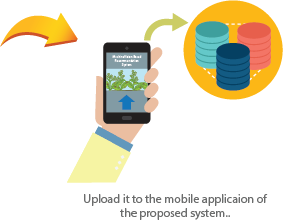 Upload it to the mobile applicaion of
the proposed system..